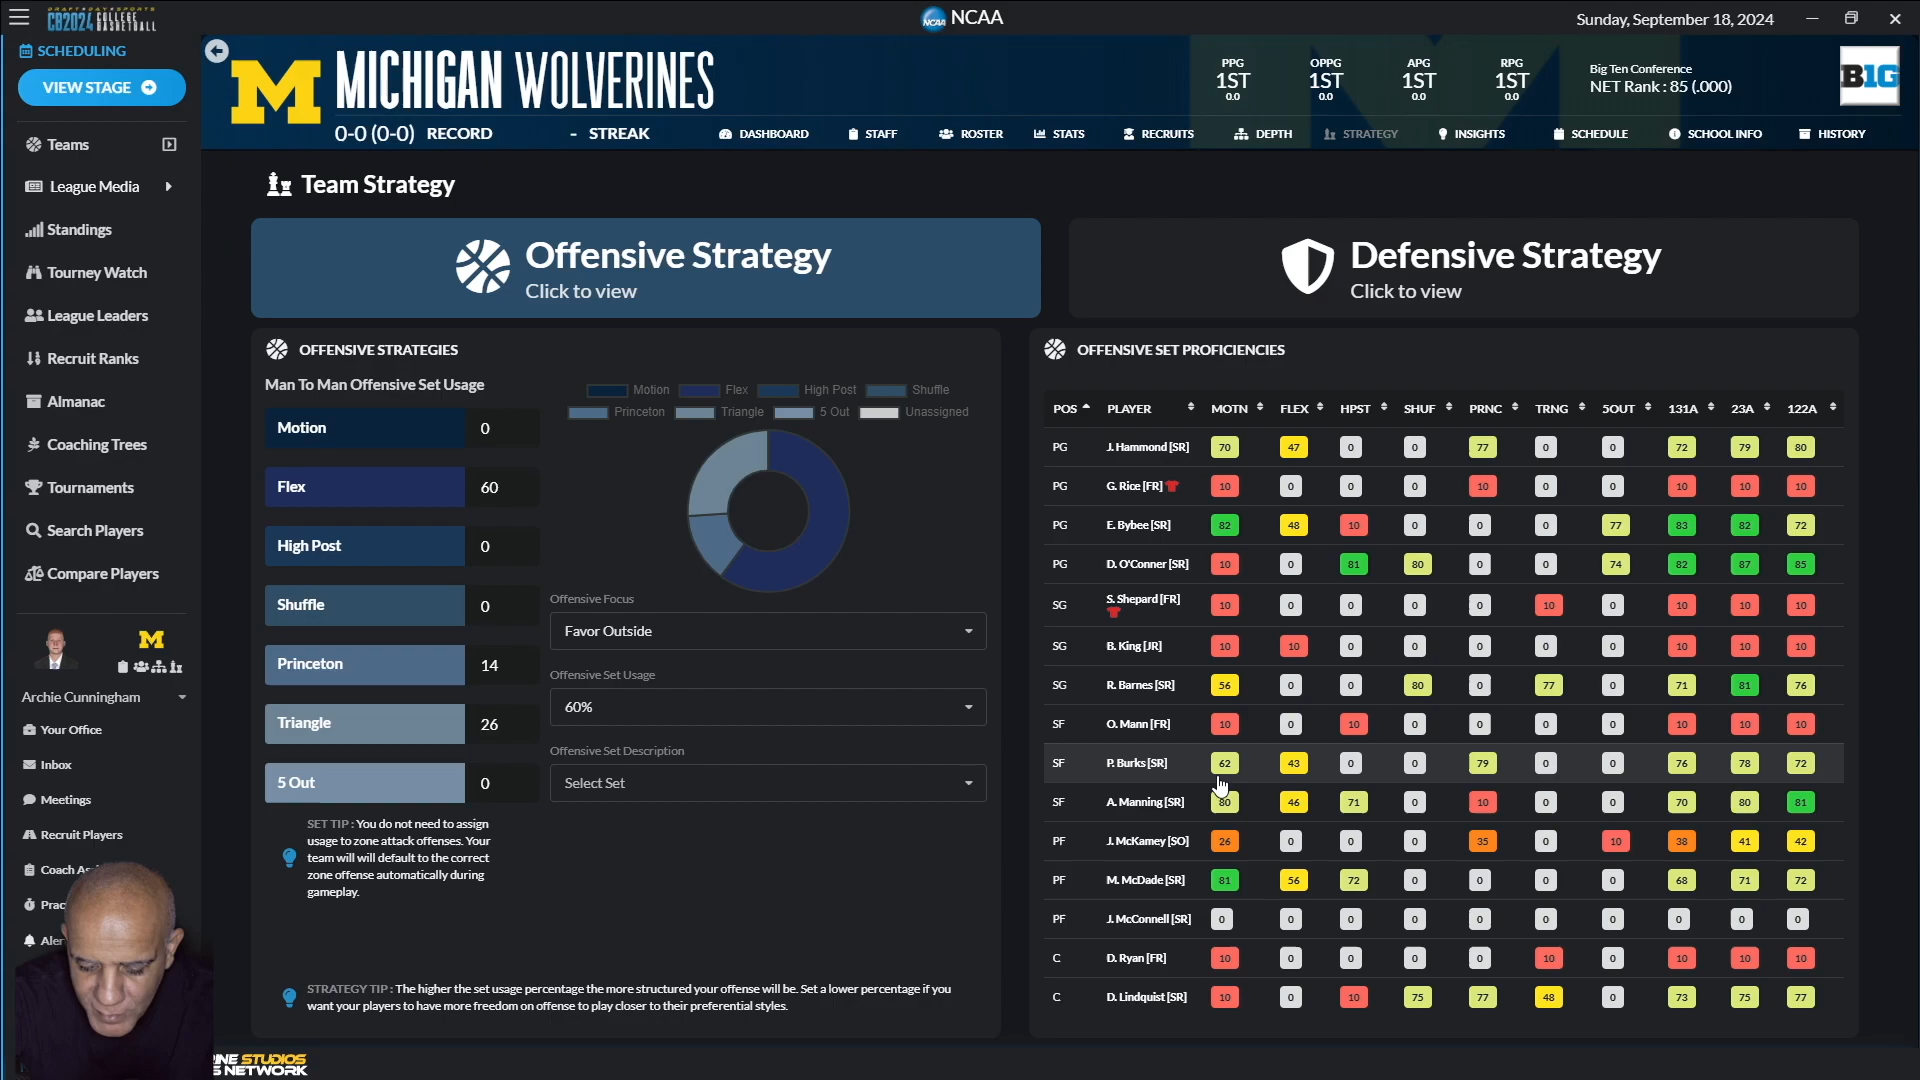 DRAFT DAY SPORTS
CB2024 COLLEGE BASKETBALL
NCAA NCAA
Sunday, September 18, 2024
SCHEDULING
VIEW STAGE
MICHIGAN WOLVERINES
PPG
1ST
0.0
OPPG
1ST
0.0
APG
1ST
0.0
RPG
1ST
0.0
Big Ten Conference
NET Rank : 85 (.000)
B1G
0-0 (0-0) RECORD - STREAK
DASHBOARD STAFF ROSTER STATS RECRUITS DEPTH STRATEGY INSIGHTS SCHEDULE SCHOOL INFO HISTORY
Teams
League Media
Standings
Tourney Watch
League Leaders
Recruit Ranks
Almanac
Coaching Trees
Tournaments
Search Players
Compare Players
Archie Cunningham
Your Office
Inbox
Meetings
Recruit Players
Coach As
Prac
Aler
Team Strategy
Offensive Strategy
Click to view
Defensive Strategy
Click to view
OFFENSIVE STRATEGIES
Man To Man Offensive Set Usage
Motion 0
Flex 60
High Post 0
Shuffle 0
Princeton 14
Triangle 26
5 Out 0
Motion Flex High Post Shuffle
Princeton Triangle 5 Out Unassigned
Offensive Focus
Favor Outside
Offensive Set Usage
60%
Offensive Set Description
Select Set
SET TIP : You do not need to assign
usage to zone attack offenses. Your
team will will default to the correct
zone offense automatically during
gameplay.
STRATEGY TIP : The higher the set usage percentage the more structured your offense will be. Set a lower percentage if you
want your players to have more freedom on offense to play closer to their preferential styles.
OFFENSIVE SET PROFICIENCIES
POS PLAYER MOTN FLEX HPST SHUF PRNC TRNG 5OUT 131A 23A 122A
PG J. Hammond [SR] 70 47 0 0 77 0 0 72 79 80
PG G. Rice [FR] 10 0 0 0 10 0 0 10 10 10
PG E. Bybee [SR] 82 48 10 0 0 0 77 83 82 72
PG D. O'Conner [SR] 10 0 81 80 0 0 74 82 87 85
SG S. Shepard [FR] 10 0 0 0 0 10 0 10 10 10
SG B. King [JR] 10 10 0 0 0 0 0 10 10 10
SG R. Barnes [SR] 56 0 0 80 0 77 0 71 81 76
SF O. Mann [FR] 10 0 10 0 0 0 0 10 10 10
SF P. Burks [SR] 62 43 0 0 79 0 0 76 78 72
SF A. Manning [SR] 80 46 71 0 10 0 0 70 80 81
PF J. McKamey [SO] 26 0 0 0 35 0 10 38 41 42
PF M. McDade [SR] 81 56 72 0 0 0 0 68 71 72
PF J. McConnell [SR] 0 0 0 0 0 0 0 0 0 0
C D. Ryan [FR] 10 0 0 0 0 10 0 10 10 10
C D. Lindquist [SR] 10 0 10 75 77 48 0 73 75 77
INE STUDIOS
S NETWORK